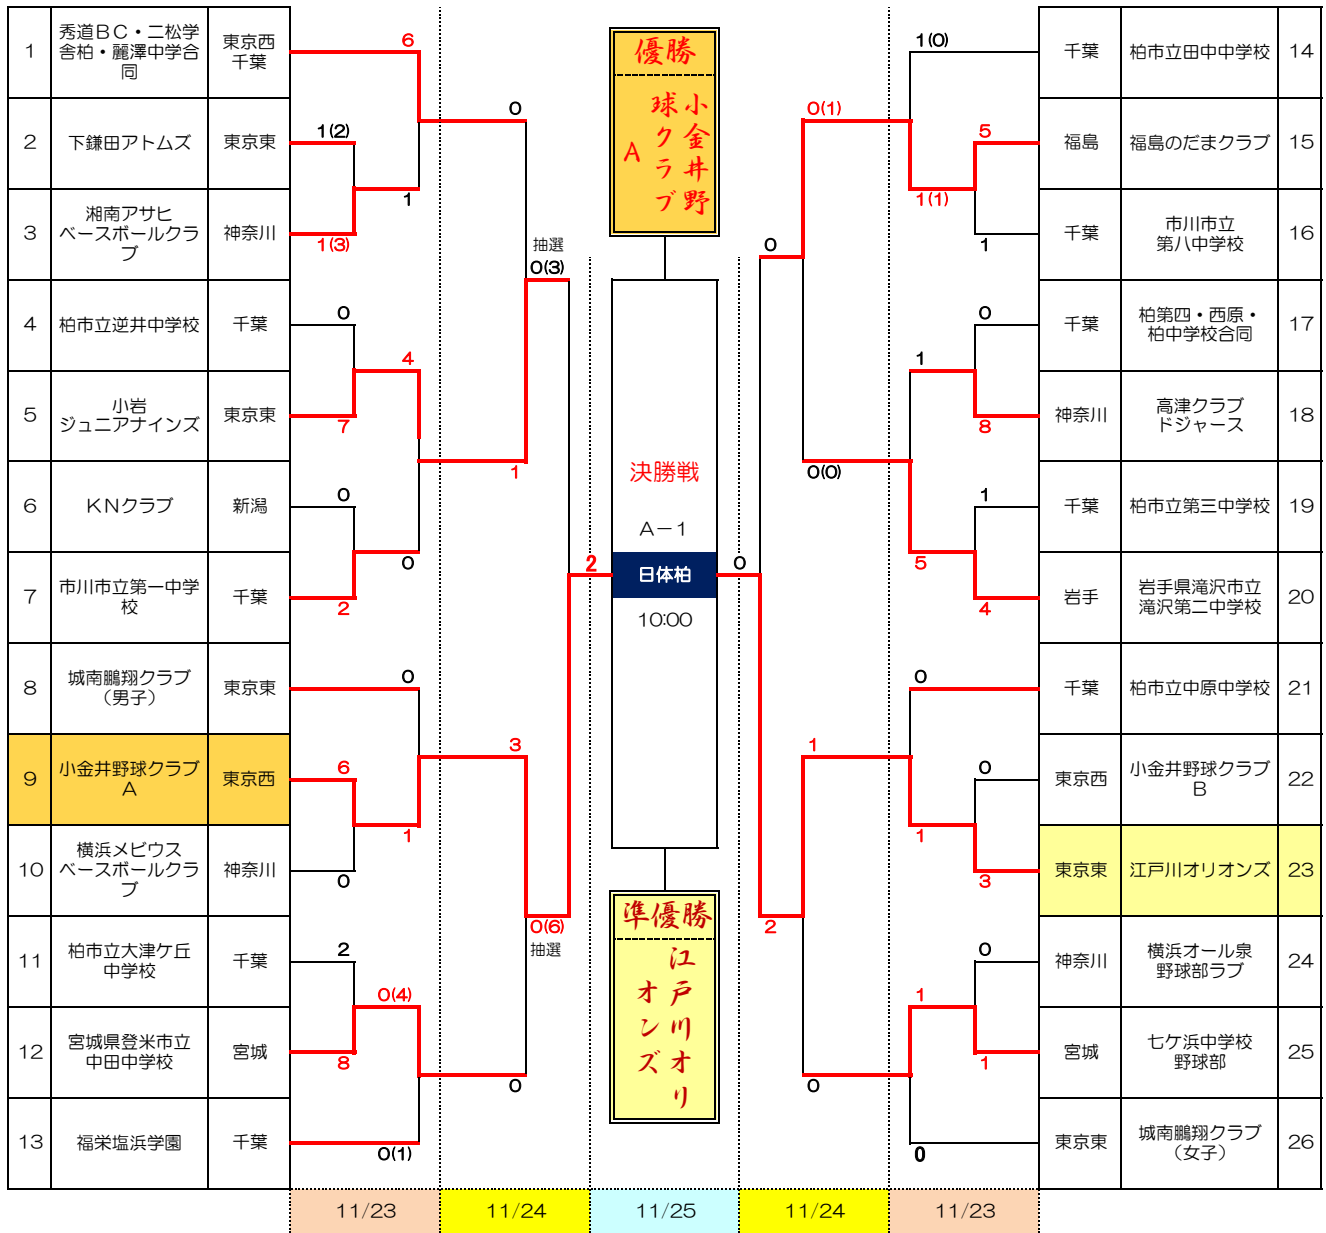 1
秀道ＢＣ・二松学
舎柏・麗澤中学合
同
東京西
千葉
2
下鎌田アトムズ
東京東
3
湘南アサヒ
ベースボールクラ
ブ
神奈川
4
柏市立逆井中学校
千葉
5
小岩
ジュニアナインズ
東京東
6
ＫＮクラブ
新潟
7
市川市立第一中学
校
千葉
8
城南鵬翔クラブ
（男子）
東京東
9
小金井野球クラブ
Ａ
東京西
10
横浜メビウス
ベースボールクラ
ブ
神奈川
11
柏市立大津ケ丘
中学校
千葉
12
宮城県登米市立
中田中学校
宮城
13
福栄塩浜学園
千葉
6
1(2)
1
1(3)
0
4
7
0
0
2
0
6
1
0
2
0(4)
8
0(1)
0
1
3
0
抽選
0(3)
0(6)
抽選
2
優勝
小金井野
球クラブ
Ａ
決勝戦
Ａ－１
日体柏
10:00
準優勝
江戸川オリ
オンズ
0
0
2
0(1)
0(0)
1
0
1(0)
5
1(1)
1
0
1
8
1
5
4
0
0
1
3
0
1
1
0
千葉
柏市立田中中学校
14
福島
福島のだまクラブ
15
千葉
市川市立
第八中学校
16
千葉
柏第四・西原・
柏中学校合同
17
神奈川
高津クラブ
ドジャース
18
千葉
柏市立第三中学校
19
岩手
岩手県滝沢市立
滝沢第二中学校
20
千葉
柏市立中原中学校
21
東京西
小金井野球クラブ
Ｂ
22
東京東
江戸川オリオンズ
23
神奈川
横浜オール泉
野球部ラブ
24
宮城
七ケ浜中学校
野球部
25
東京東
城南鵬翔クラブ
（女子）
26
11/23
11/24
11/25
11/24
11/23